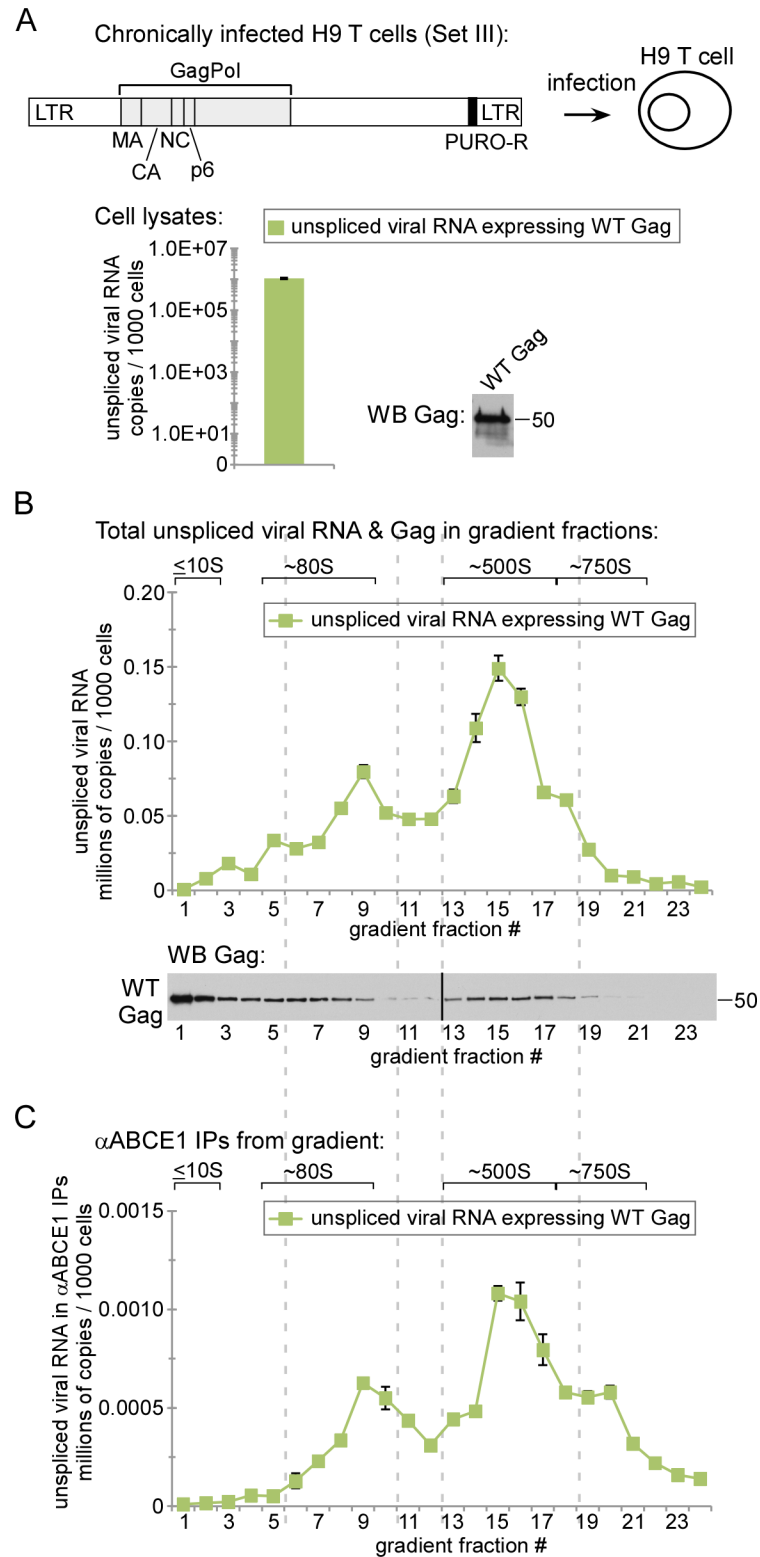 A
Chronically infected H9 T cells (Set III):
GagPol
H9 T cell
infection
LTR
LTR
MA
NC
PURO-R
CA
p6
Cell lysates:
unspliced viral RNA expressing WT Gag
unspliced viral RNA
copies / 1000 cells
1.0E+07
1.0E+05
1.0E+03
1.0E+01
0
WT Gag
WB Gag:
50
B
Total unspliced viral RNA & Gag in gradient fractions:
≤10S
~80S
~500S
~750S
unspliced viral RNA expressing WT Gag
unspliced viral RNA
millions of copies / 1000 cells
0.20
0.15
0.10
0.05
0
1 3 5 7 9 11 13 15 17 19 21 23
gradient fraction #
WB Gag:
WT
Gag
50
1 3 5 7 9 11 13 15 17 19 21 23
gradient fraction #
C
αABCE1 IPs from gradient:
≤10S
~80S
~500S
~750S
unspliced viral RNA expressing WT Gag
unspliced viral RNA in αABCE1 IPs
millions of copies / 1000 cells
0.0015
0.0010
0.0005
0
1 3 5 7 9 11 13 15 17 19 21 23
gradient fraction #